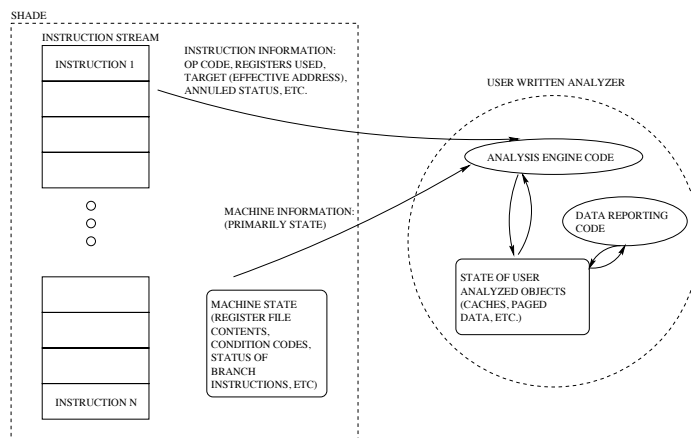 SHADE
INSTRUCTION STREAM
INSTRUCTION 1
INSTRUCTION INFORMATION:
OP CODE, REGISTERS USED,
TARGET (EFFECTIVE ADDRESS),
ANNULED STATUS, ETC.
USER WRITTEN ANALYZER
ANALYSIS ENGINE CODE
MACHINE INFORMATION:
(PRIMARILY STATE)
DATA REPORTING
CODE
STATE OF USER
ANALYZED OBJECTS
(CACHES, PAGED
DATA, ETC.)
MACHINE STATE
(REGISTER FILE
CONTENTS,
CONDITION CODES,
STATUS OF
BRANCH
INSTRUCTIONS, ETC)
INSTRUCTION N